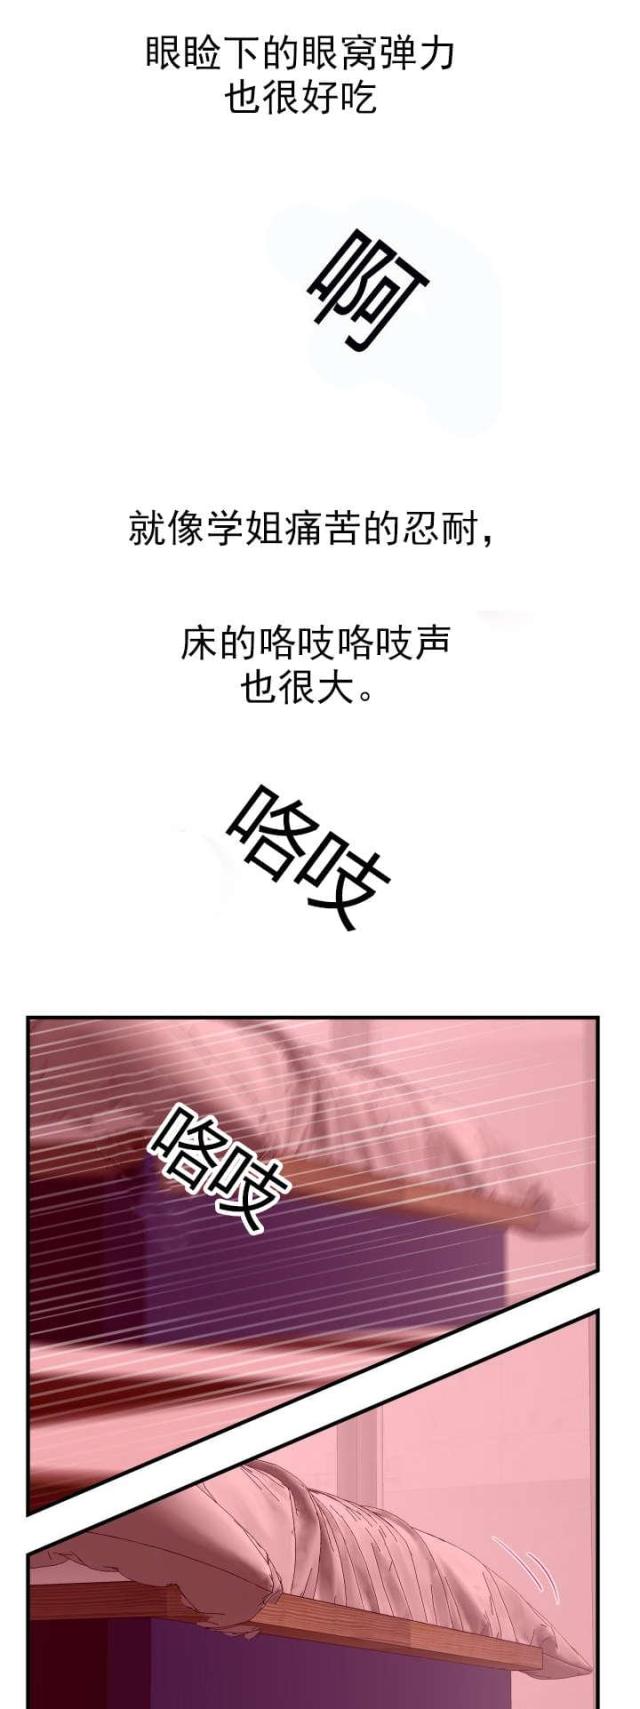 眼睑下的眼窝弹力
也很好吃
啊
就像学姐痛苦的忍耐，
床的咯吱咯吱声
也很大。
咯吱
咯吱